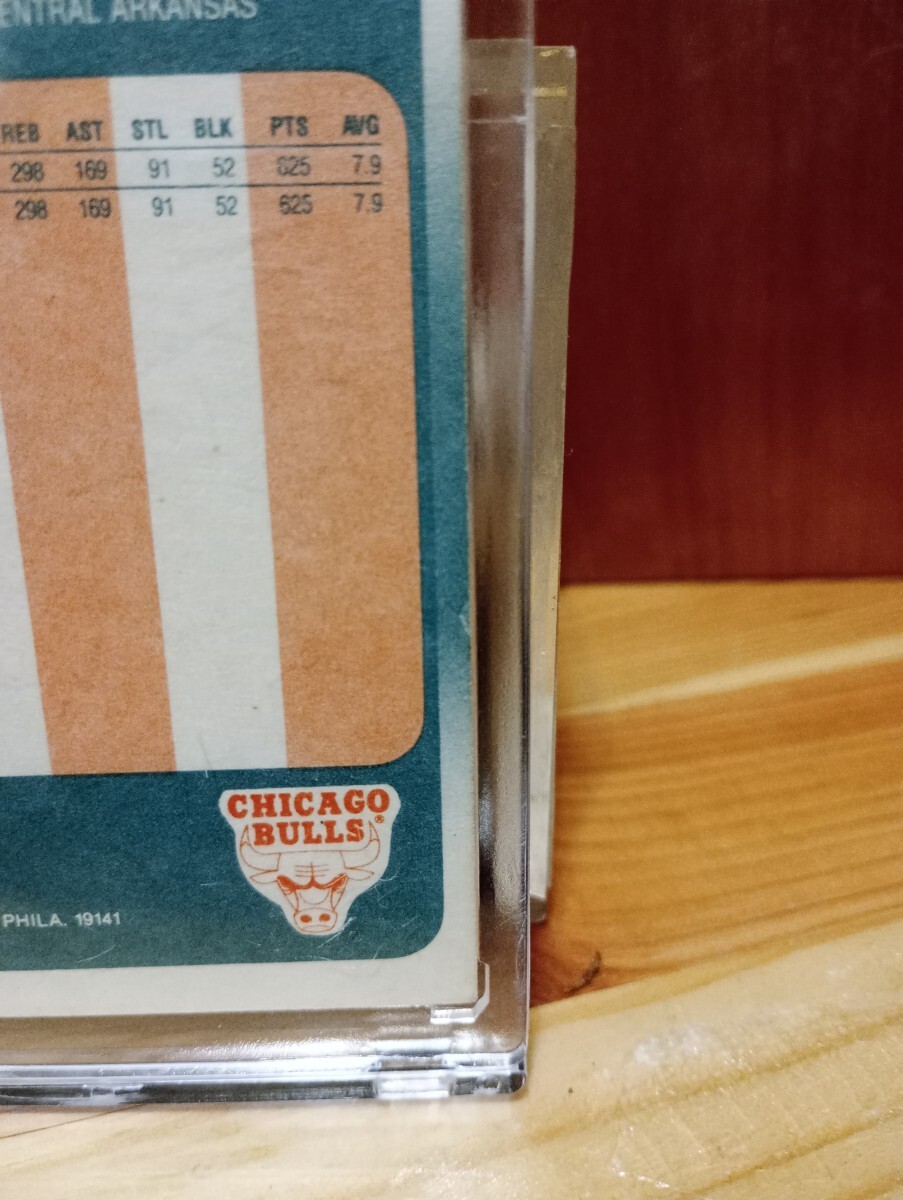 CENTRAL ARKANSAS
REB AST STL BLK PTS AVG
298 169 91 52 625 7.9
298 169 91 52 625 7.9
CHICAGO
BULLS®
PHILA. 19141